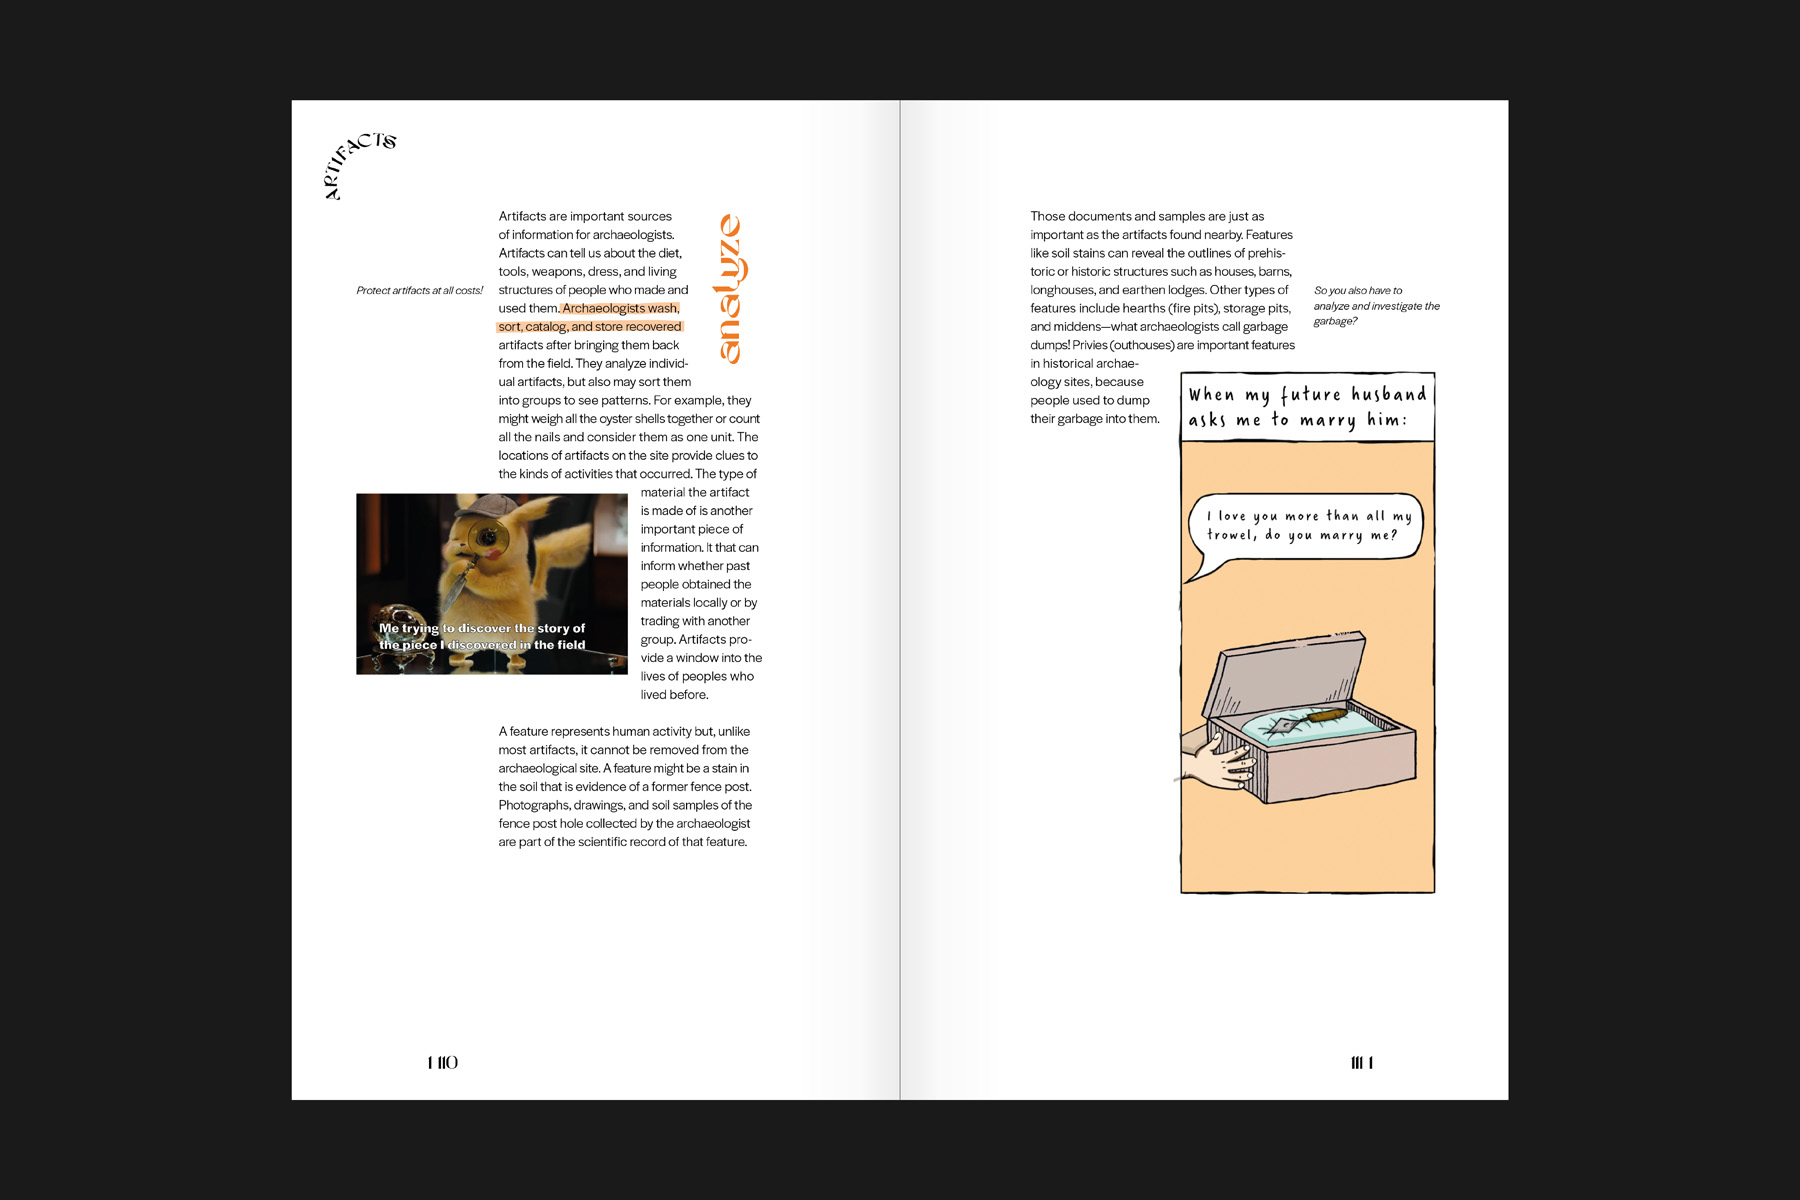 ARTIFACTS
Artifacts are important sources
of information for archaeologists.
Artifacts can tell us about the diet,
tools, weapons, dress, and living
structures of people who made and
used them. Archaeologists wash,
sort, catalog, and store recovered
artifacts after bringing them back
from the field. They analyze individ-
ual artifacts, but also may sort them
into groups to see patterns. For example, they
might weigh all the oyster shells together or count
all the nails and consider them as one unit. The
locations of artifacts on the site provide clues to
the kinds of activities that occurred. The type of
material the artifact
is made of is another
important piece of
information. It that can
inform whether past
people obtained the
materials locally or by
trading with another
group. Artifacts pro-
vide a window into the
lives of peoples who
lived before.
analyze
Protect artifacts at all costs!
Me trying to discover the story of
the piece I discovered in the field
A feature represents human activity but, unlike
most artifacts, it cannot be removed from the
archaeological site. A feature might be a stain in
the soil that is evidence of a former fence post.
Photographs, drawings, and soil samples of the
fence post hole collected by the archaeologist
are part of the scientific record of that feature.
1 110
Those documents and samples are just as
important as the artifacts found nearby. Features
like soil stains can reveal the outlines of prehis-
toric or historic structures such as houses, barns,
longhouses, and earthen lodges. Other types of
features include hearths (fire pits), storage pits,
and middens—what archaeologists call garbage
dumps! Privies (outhouses) are important features
in historical archae-
ology sites, because
people used to dump
their garbage into them.
So you also have to
analyze and investigate the
garbage?
When my future husband
asks me to marry him:
I love you more than all my
trowel, do you marry me?
111 1